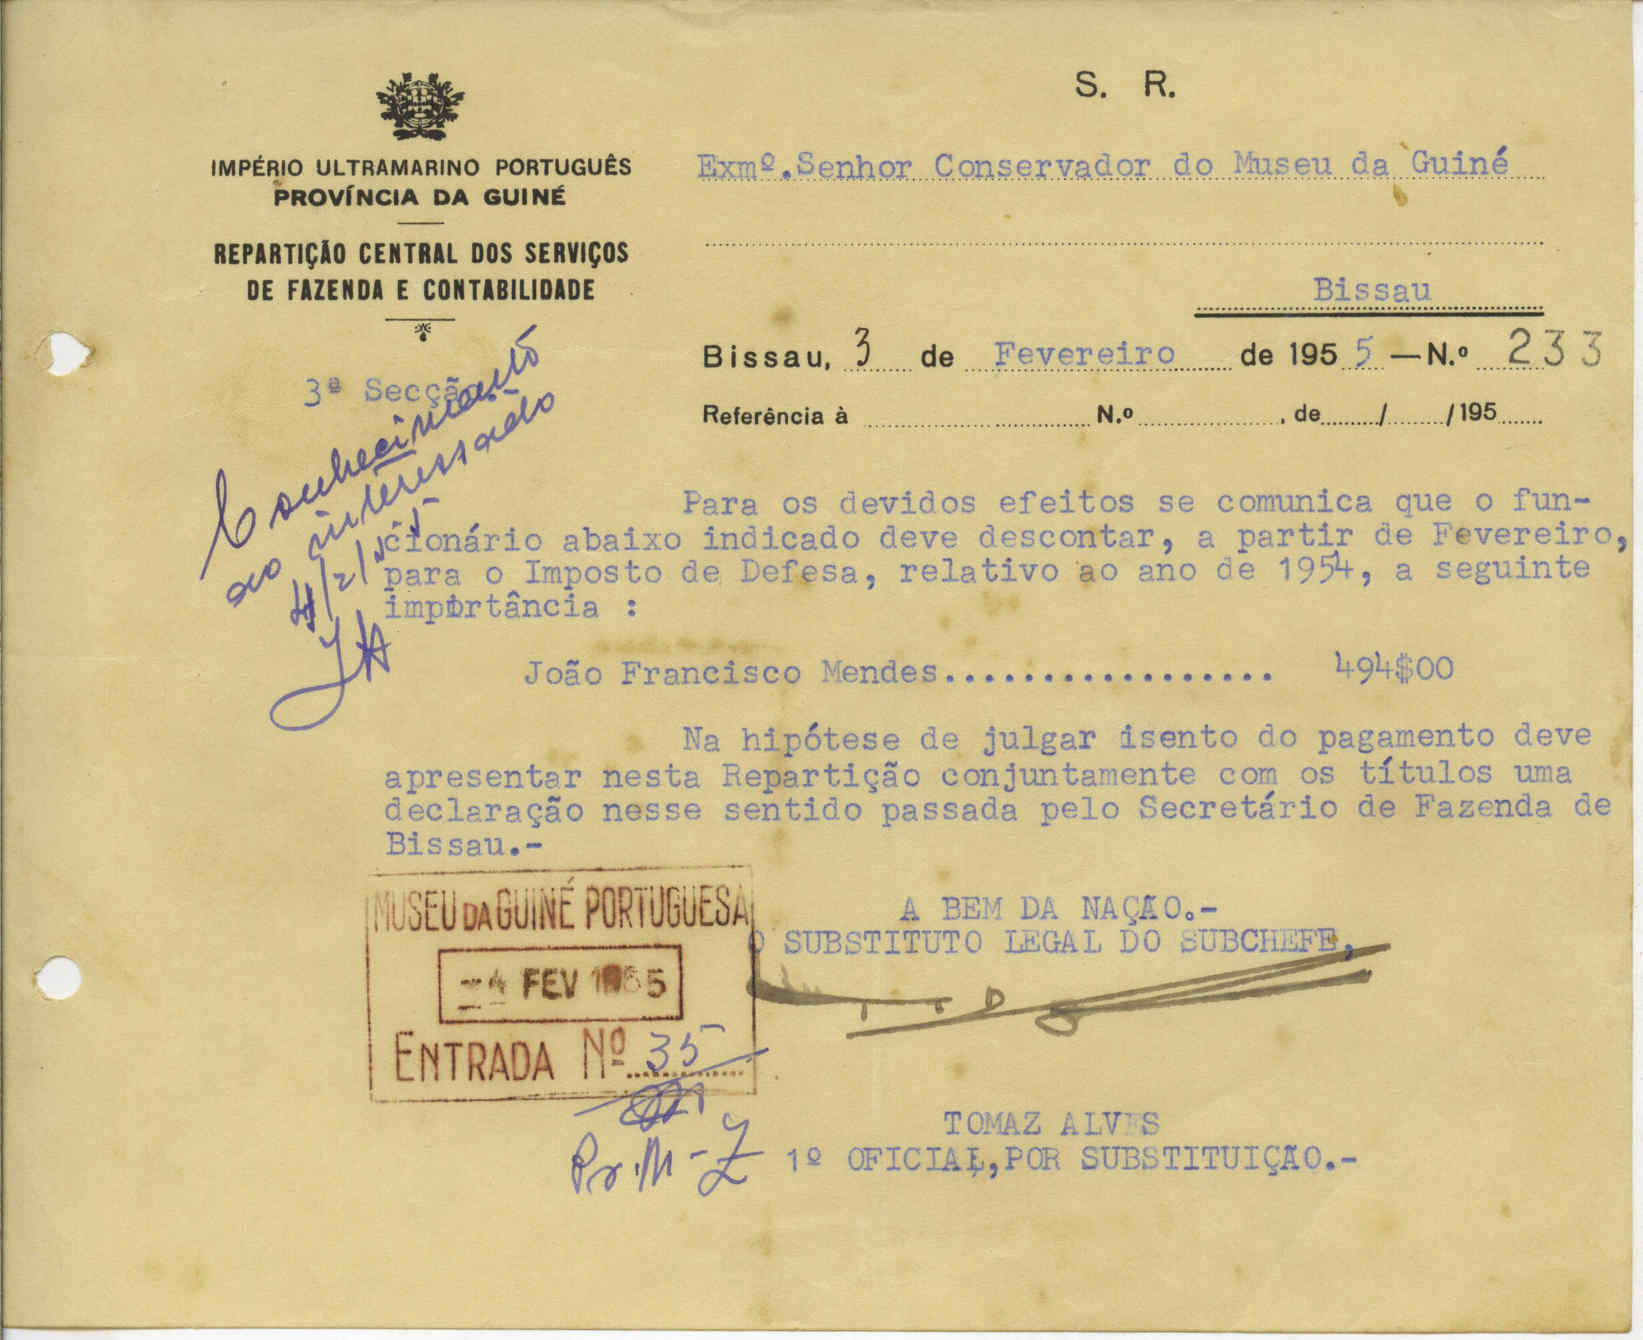 S. R.
IMPÉRIO ULTRAMARINO PORTUGUÊS
PROVÍNCIA DA GUINÉ
REPARTIÇÃO CENTRAL DOS SERVIÇOS
DE FAZENDA E CONTABILIDADE
3ª Secção
Exmº.Senhor Conservador do Museu da Guiné
Bissau
Bissau, 3 de Fevereiro de 1955 — N.º 233
Referência à N.º , de / /195
Conhecimento
ao interessado
4/2/55
Para os devidos efeitos se comunica que o fun-
cionário abaixo indicado deve descontar, a partir de Fevereiro,
para o Imposto de Defesa, relativo ao ano de 1954, a seguinte
importância :
João Francisco Mendes................. 494$00
Na hipótese de julgar isento do pagamento deve
apresentar nesta Repartição conjuntamente com os títulos uma
declaração nesse sentido passada pelo Secretário de Fazenda de
Bissau.-
MUSEU DA GUINÉ PORTUGUESA
-4 FEV 1955
ENTRADA Nº 35
A BEM DA NAÇÃO.-
O SUBSTITUTO LEGAL DO SUBCHEFE,
TOMAZ ALVES
1º OFICIAL,POR SUBSTITUIÇÃO.-